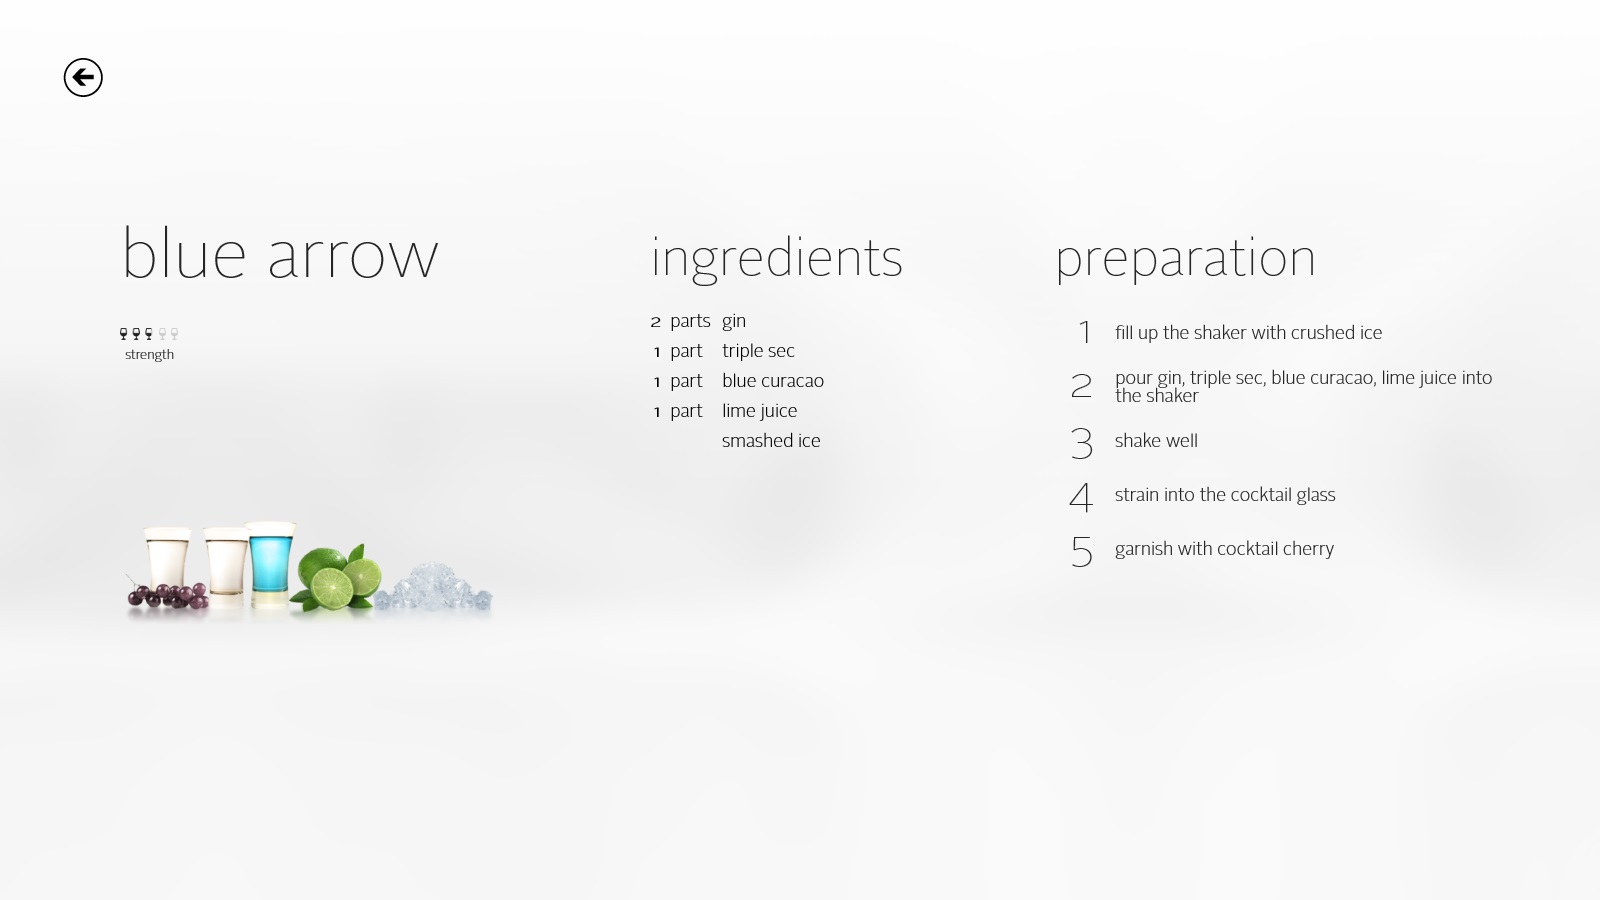 blue arrow
strength
ingredients
2 parts gin
1 part triple sec
1 part blue curacao
1 part lime juice
smashed ice
preparation
1 fill up the shaker with crushed ice
2 pour gin, triple sec, blue curacao, lime juice into
the shaker
3 shake well
4 strain into the cocktail glass
5 garnish with cocktail cherry